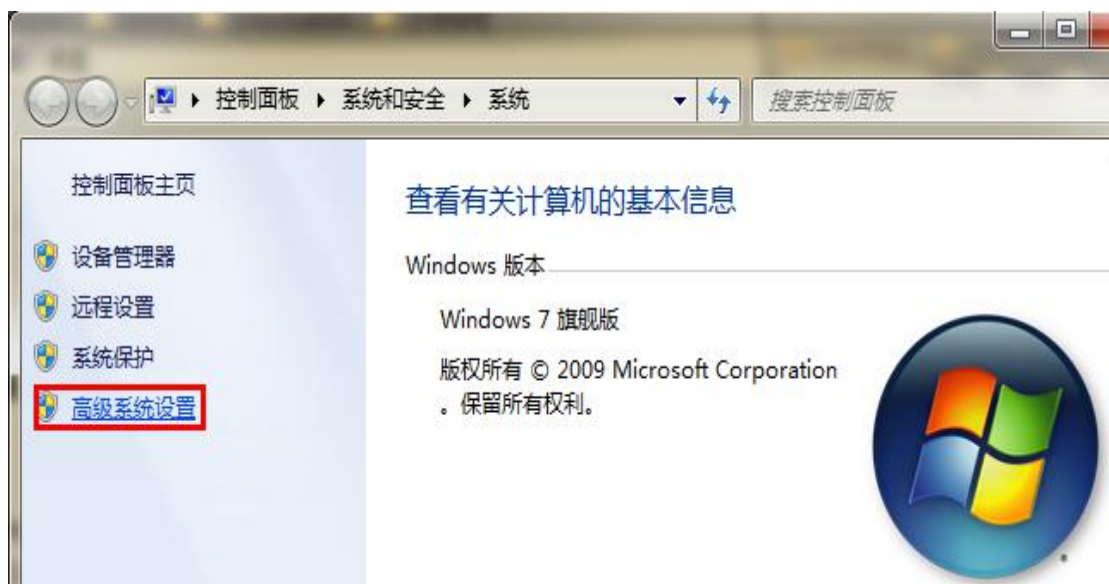 控制面板 ▸ 系统和安全 ▸ 系统
搜索控制面板
控制面板主页
设备管理器
远程设置
系统保护
高级系统设置
查看有关计算机的基本信息
Windows 版本
Windows 7 旗舰版
版权所有 © 2009 Microsoft Corporation
。保留所有权利。